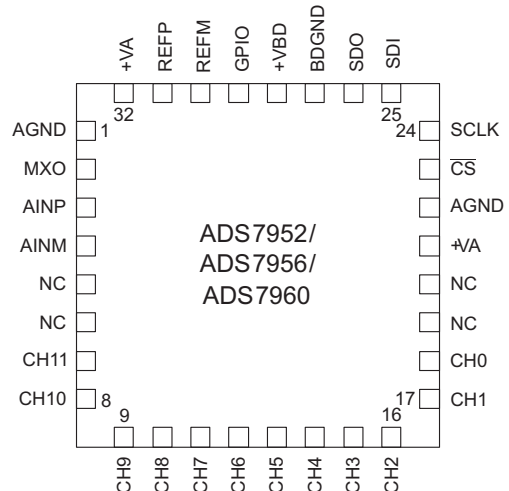 +VA REFP REFM GPIO +VBD BDGND SDO SDI
32 25
AGND 1 24 SCLK
MXO CS
AINP AGND
AINM +VA
NC NC
NC NC
CH11 CH0
CH10 8 17 CH1
9 16
CH9 CH8 CH7 CH6 CH5 CH4 CH3 CH2
ADS7952/
ADS7956/
ADS7960